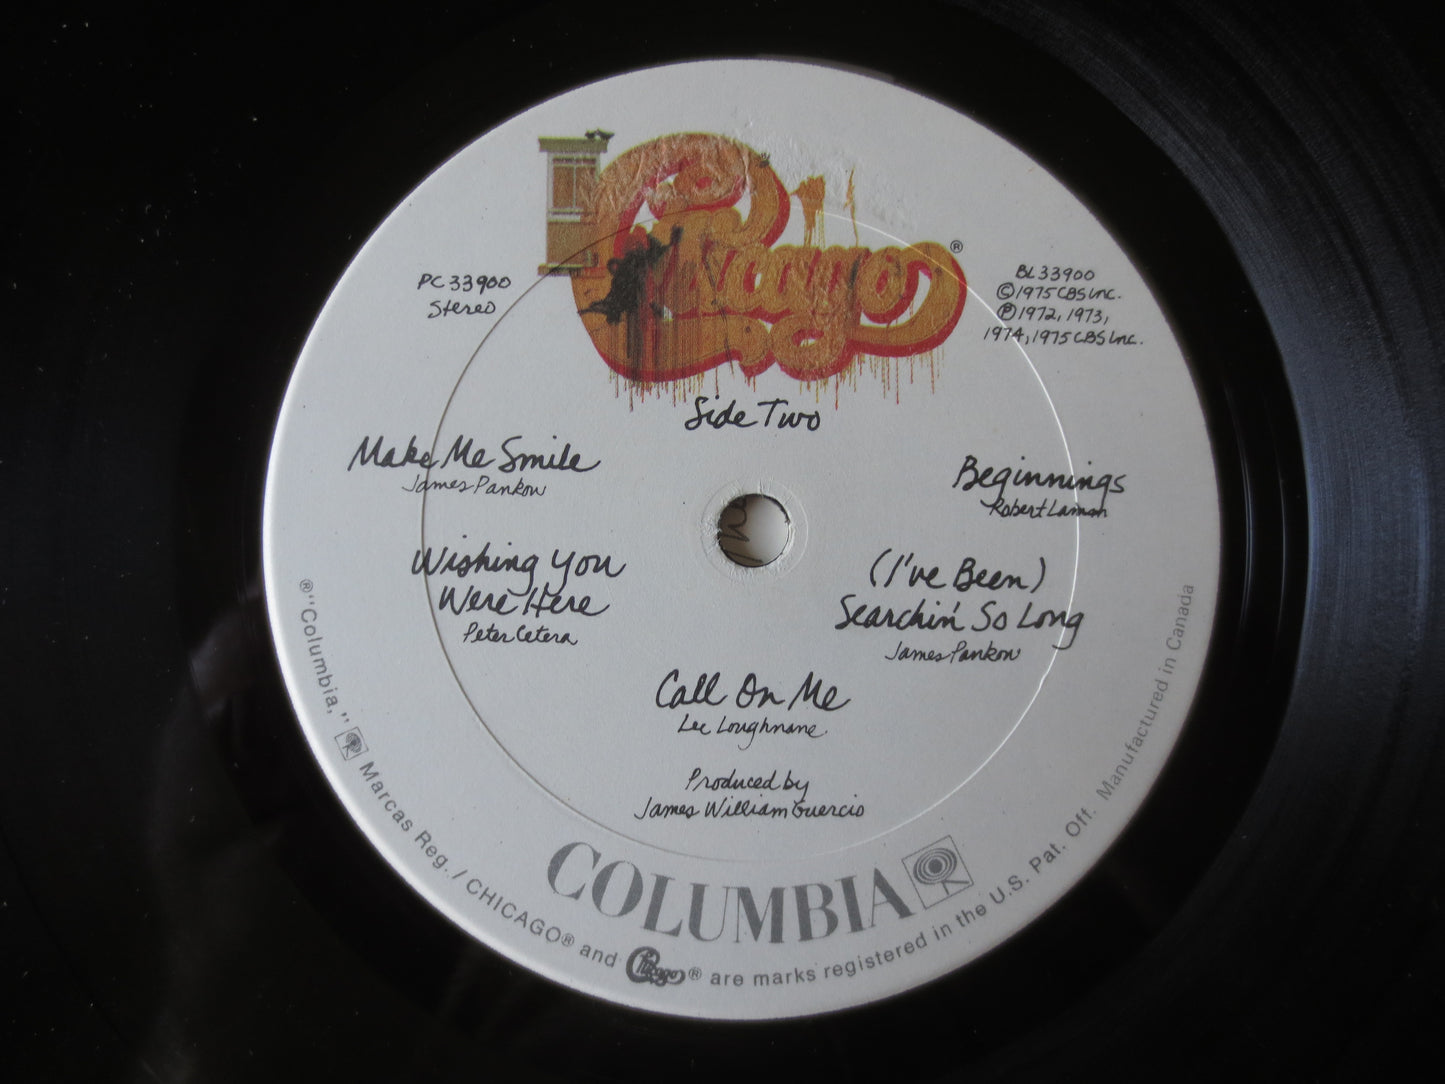 Chicago®
PC 33900
Stereo
BL 33900
©1975 CBS Inc.
℗1972, 1973,
1974, 1975 CBS Inc.
Side Two
Make Me Smile
James Pankow
Wishing You
Were Here
Peter Cetera
Call On Me
Lee Loughnane
(I've Been)
Searchin' So Long
James Pankow
Beginnings
Robert Lamm
Produced by
James William Guercio
COLUMBIA
®"Columbia," Marcas Reg. / CHICAGO® and Chicago® are marks registered in the U.S. Pat. Off. Manufactured in Canada